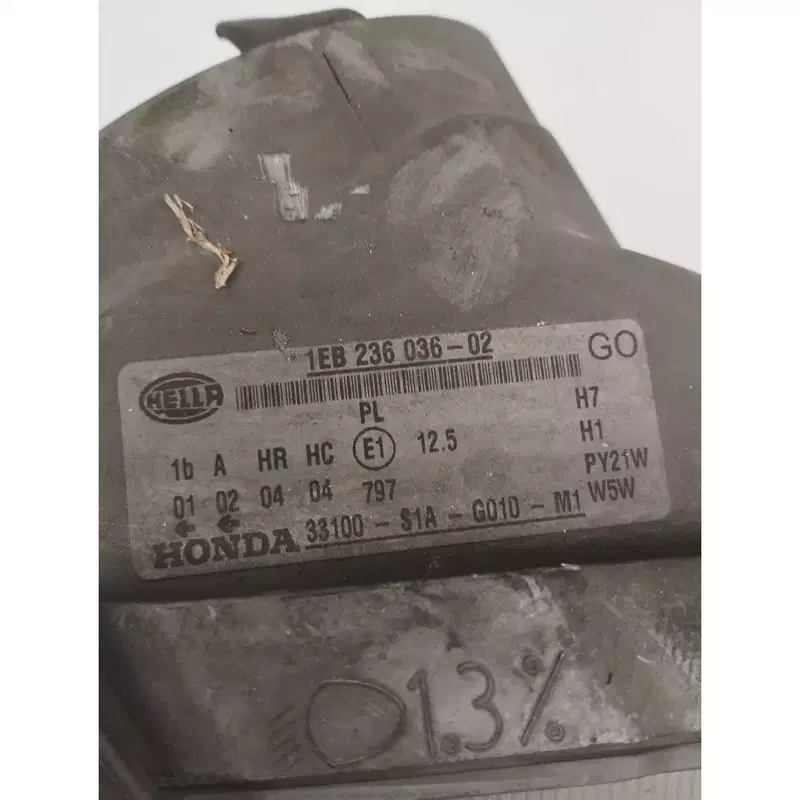 1EB 236 036-02
GO
HELLA
PL
H7
1b A HR HC E1 12.5
H1
01 02 04 04 797
PY21W
W5W
HONDA 33100 - S1A - G010 - M1
1.3%